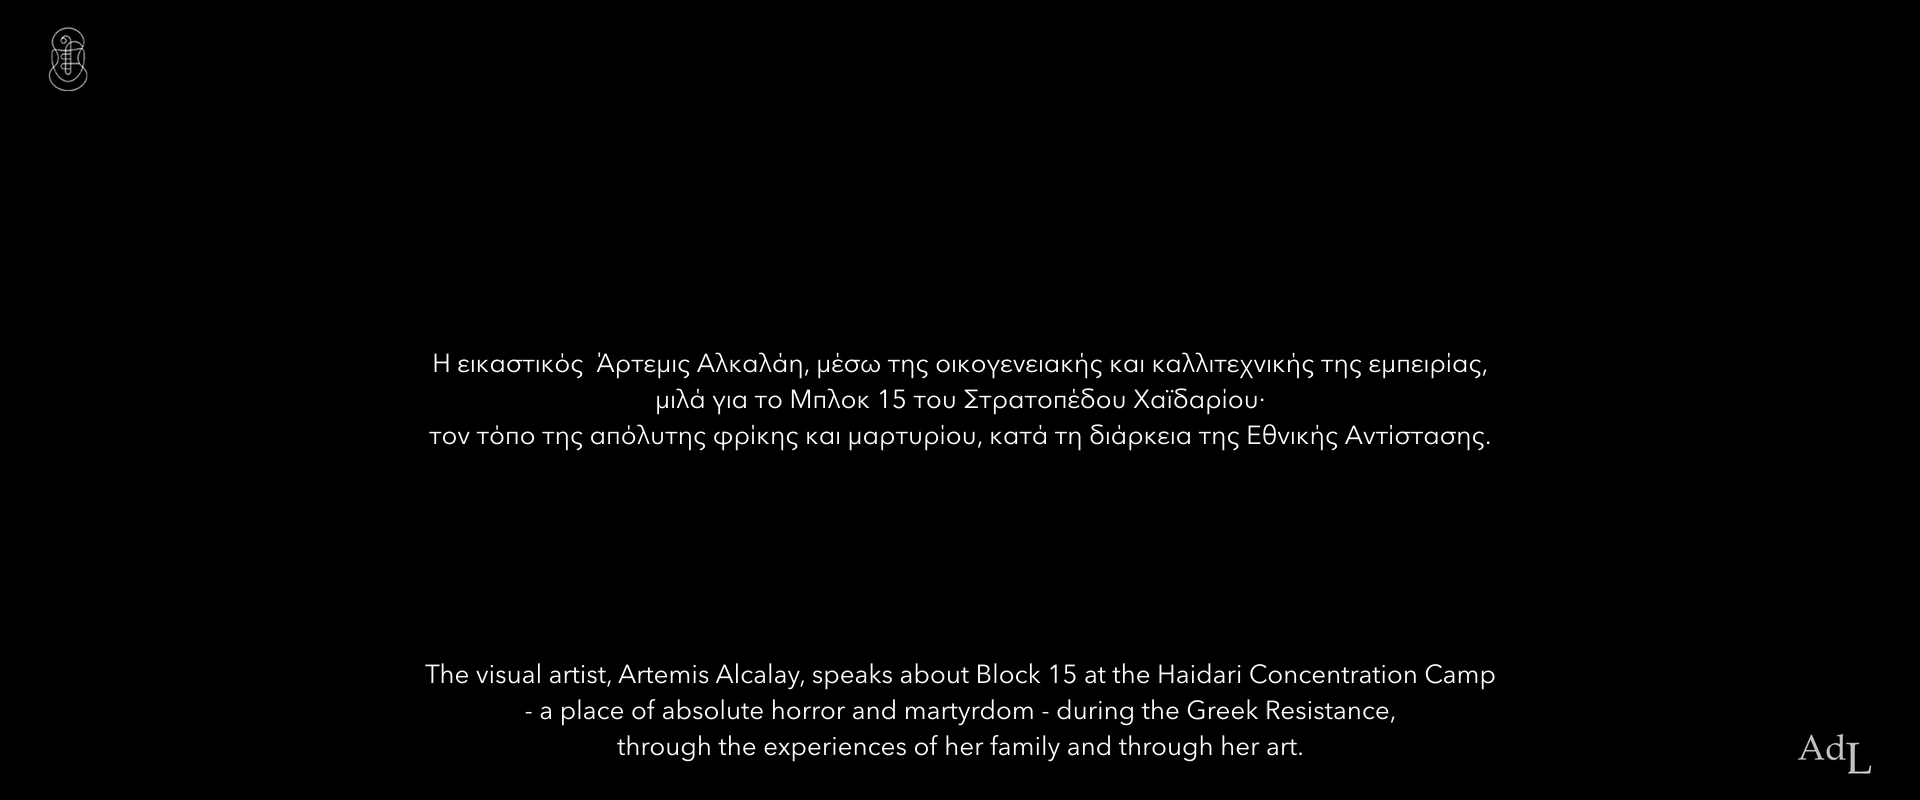 Η εικαστικός  Άρτεμις Αλκαλάη, μέσω της οικογενειακής και καλλιτεχνικής της εμπειρίας,
μιλά για το Μπλοκ 15 του Στρατοπέδου Χαϊδαρίου·
τον τόπο της απόλυτης φρίκης και μαρτυρίου, κατά τη διάρκεια της Εθνικής Αντίστασης.
The visual artist, Artemis Alcalay, speaks about Block 15 at the Haidari Concentration Camp
- a place of absolute horror and martyrdom - during the Greek Resistance,
through the experiences of her family and through her art.
AdL